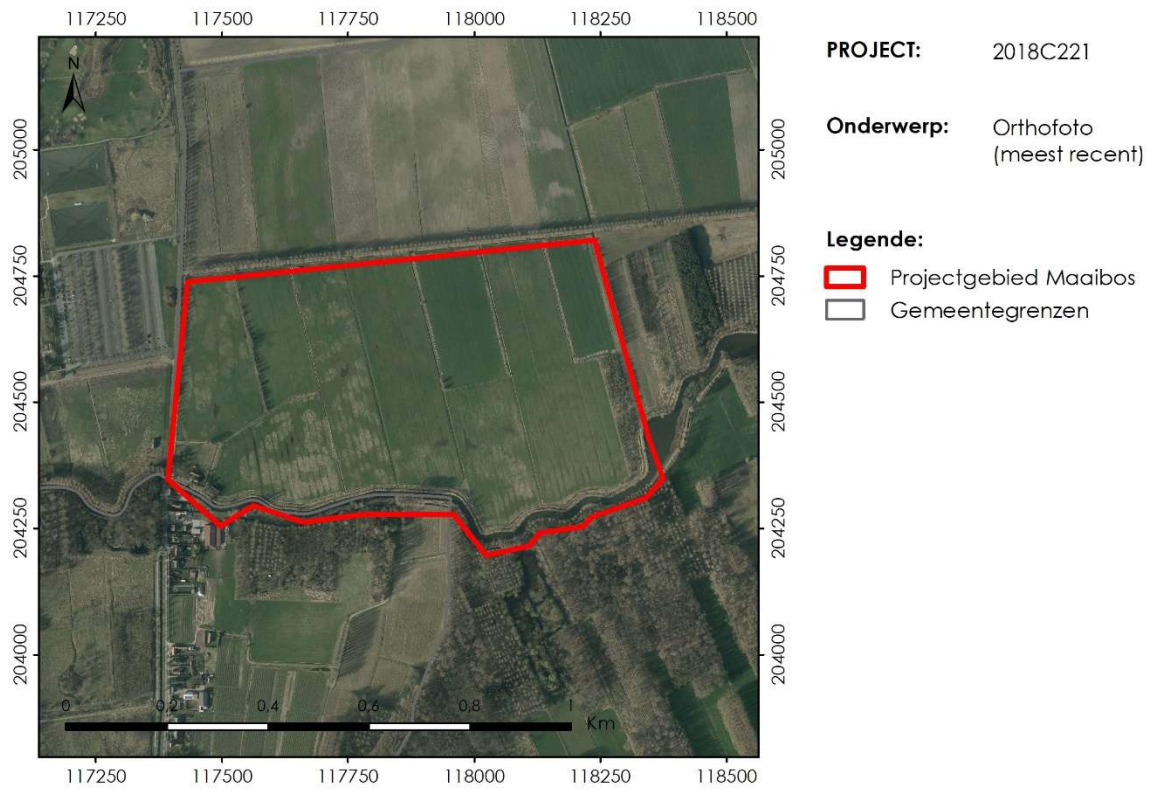 117250 117500 117750 118000 118250 118500
N
205000 205000
204750 204750
204500 204500
204250 204250
204000 204000
0 0,2 0,4 0,6 0,8 1
Km
117250 117500 117750 118000 118250 118500
PROJECT: 2018C221
Onderwerp: Orthofoto
(meest recent)
Legende:
Projectgebied Maaibos
Gemeentegrenzen